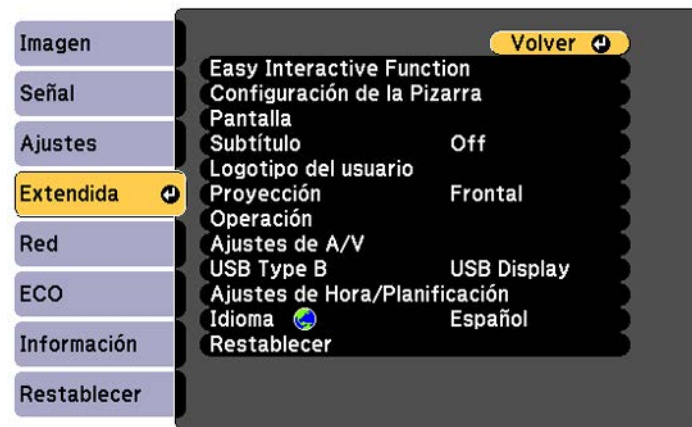 Imagen
Señal
Ajustes
Extendida
Red
ECO
Información
Restablecer
Volver
Easy Interactive Function
Configuración de la Pizarra
Pantalla
Subtítulo Off
Logotipo del usuario
Proyección Frontal
Operación
Ajustes de A/V
USB Type B USB Display
Ajustes de Hora/Planificación
Idioma Español
Restablecer